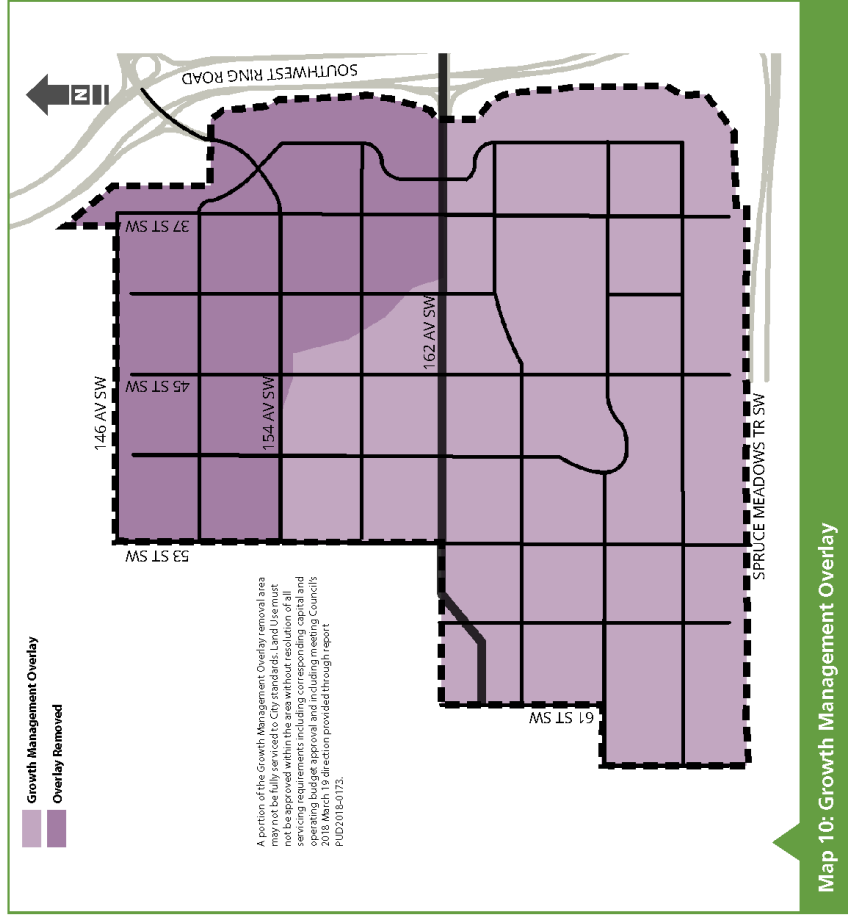 Growth Management Overlay
Overlay Removed
A portion of the Growth Management Overlay removal area
may not be fully serviced to City standards. Land Use must
not be approved within the area without resolution of all
servicing requirements including corresponding capital and
operating budget approval and including meeting Council's
2018 March 19 direction provided through report
PUD2018-0173.
N
SOUTHWEST RING ROAD
37 ST SW
146 AV SW
45 ST SW
154 AV SW
162 AV SW
53 ST SW
61 ST SW
SPRUCE MEADOWS TR SW
Map 10: Growth Management Overlay